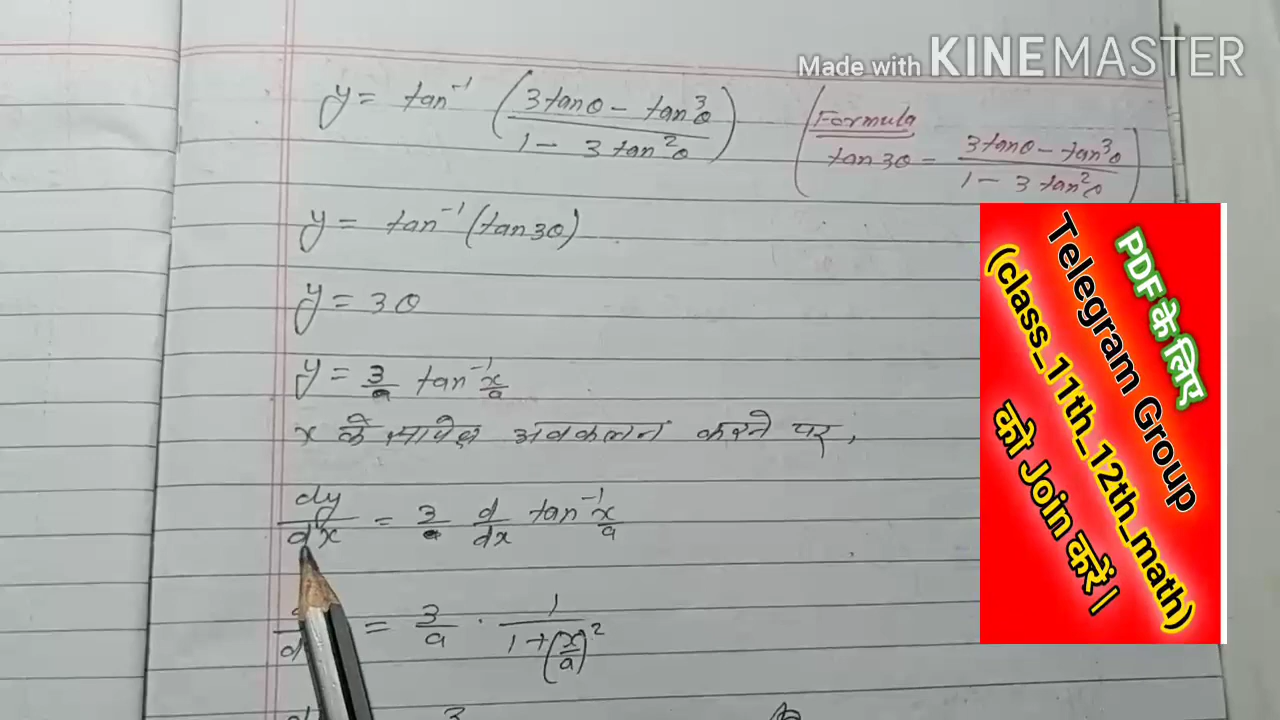 Made with KINEMASTER
y = tan⁻¹ ( (3tanθ − tan³θ) / (1 − 3tan²θ) )
( Formula
tan3θ − (3tanθ − tan³θ) / (1 − 3tan²θ) )
y = tan⁻¹ (tan3θ)
y = 3θ
y = 3/a tan⁻¹ x/a
x के सापेक्ष अवकलन करने पर,
dy/dx = 3/a d/dx tan⁻¹ x/a
= 3/a · 1 / (1+(x/a)²)
3
PDF के लिए
Telegram Group
(class_11th_12th_math)
को Join करें।